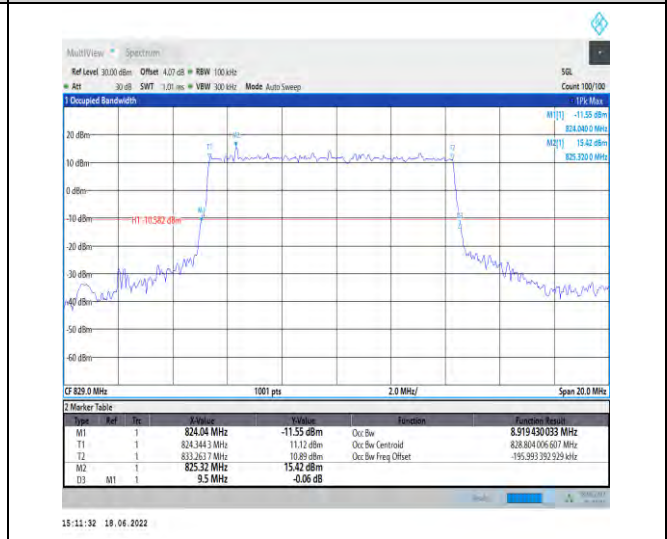 MultiView Spectrum
Ref Level 30.00 dBm Offset 4.07 dB RBW 100 kHz SGL
Att 30 dB SWT 1.01 ms VBW 300 kHz Mode Auto Sweep Count 100/100
1 Occupied Bandwidth 1Pk Max
M1[1] -11.55 dBm
824.040 0 MHz
M2[1] 15.42 dBm
825.320 0 MHz
20 dBm
10 dBm
0 dBm
-10 dBm
H1 -10.582 dBm
-20 dBm
-30 dBm
-40 dBm
-50 dBm
-60 dBm
T1
M2
T2
CF 829.0 MHz 1001 pts 2.0 MHz/ Span 20.0 MHz
2 Marker Table
Type Ref Trc X-Value Y-Value Function Function Result
M1 1 824.04 MHz -11.55 dBm Occ Bw 8.919 430 033 MHz
T1 1 824.344 3 MHz 11.12 dBm Occ Bw Centroid 828.804 006 607 MHz
T2 1 833.263 7 MHz 10.89 dBm Occ Bw Freq Offset -195.993 392 929 kHz
M2 1 825.32 MHz 15.42 dBm
D3 M1 1 9.5 MHz -0.06 dB
15:11:32 18.06.2022